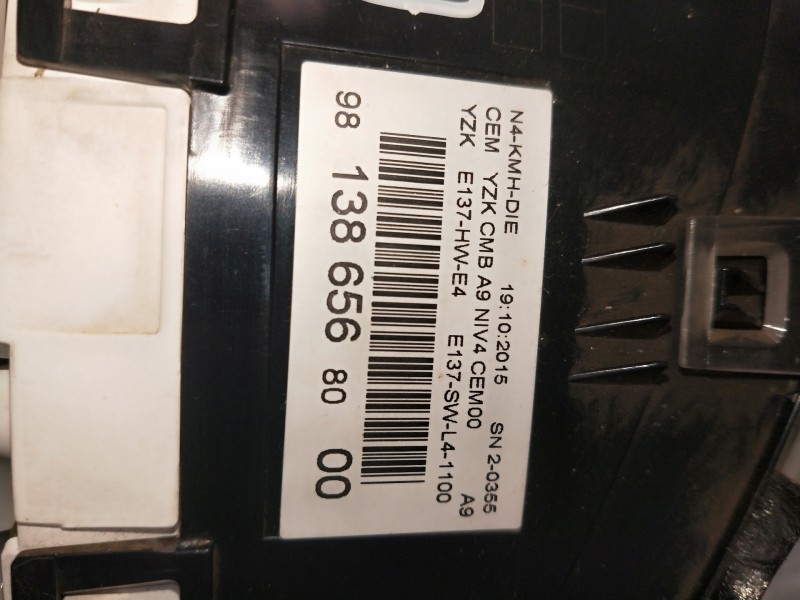 N4-KMH-DIE 19:10:2015 SN 2-0355
CEM YZK CMB A9 NIV4 CEM00 A9
YZK E137-HW-E4 E137-SW-L4-1100
98 138 656 80 00